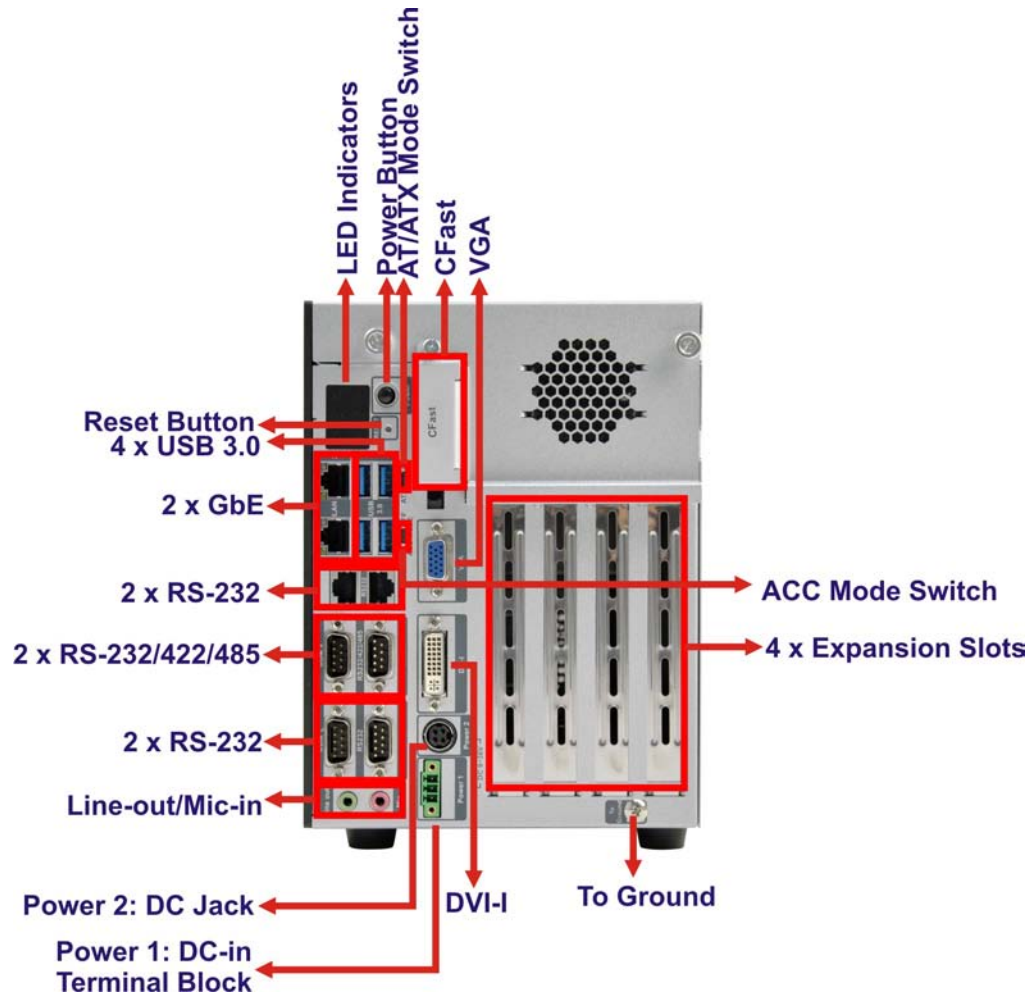 LED Indicators
Power Button
AT/ATX Mode Switch
CFast
VGA
Reset Button
4 x USB 3.0
2 x GbE
2 x RS-232
2 x RS-232/422/485
2 x RS-232
Line-out/Mic-in
Power 2: DC Jack
Power 1: DC-in
Terminal Block
DVI-I
To Ground
ACC Mode Switch
4 x Expansion Slots
CFast
LAN
USB
3.0
RS232/422/485
RS232
Power 2
Power 1